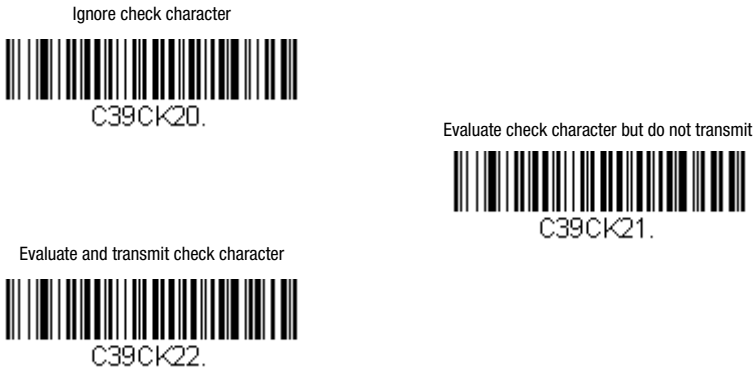 Ignore check character
C39CK20.
Evaluate check character but do not transmit
C39CK21.
Evaluate and transmit check character
C39CK22.